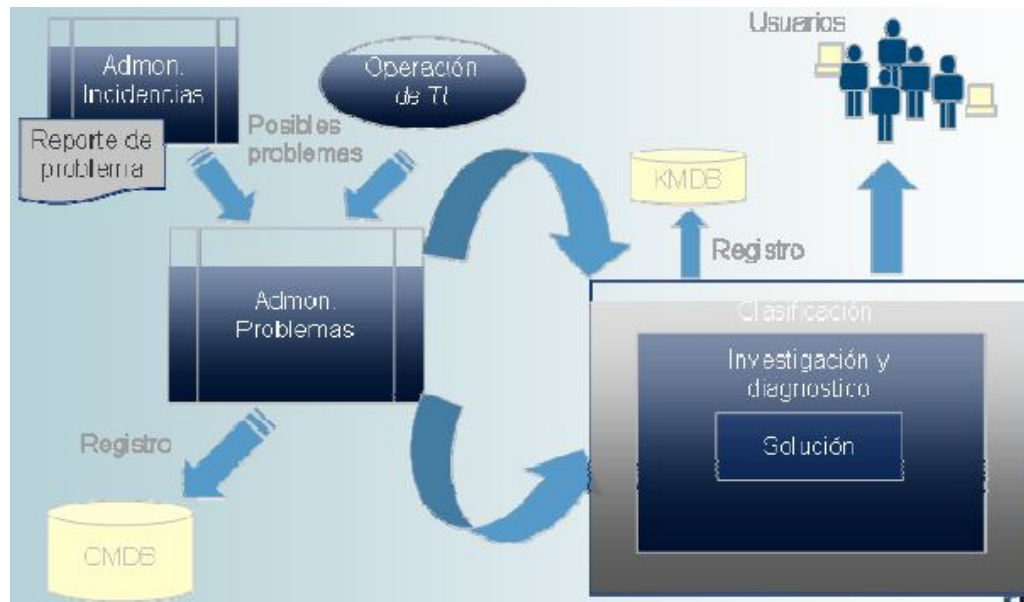 Usuarios
Admon.
Incidencias
Operación
de TI
Reporte de
problema
Posibles
problemas
KMDB
Registro
Admon.
Problemas
Clasificación
Investigación y
diagnostico
Solución
Registro
CMDB